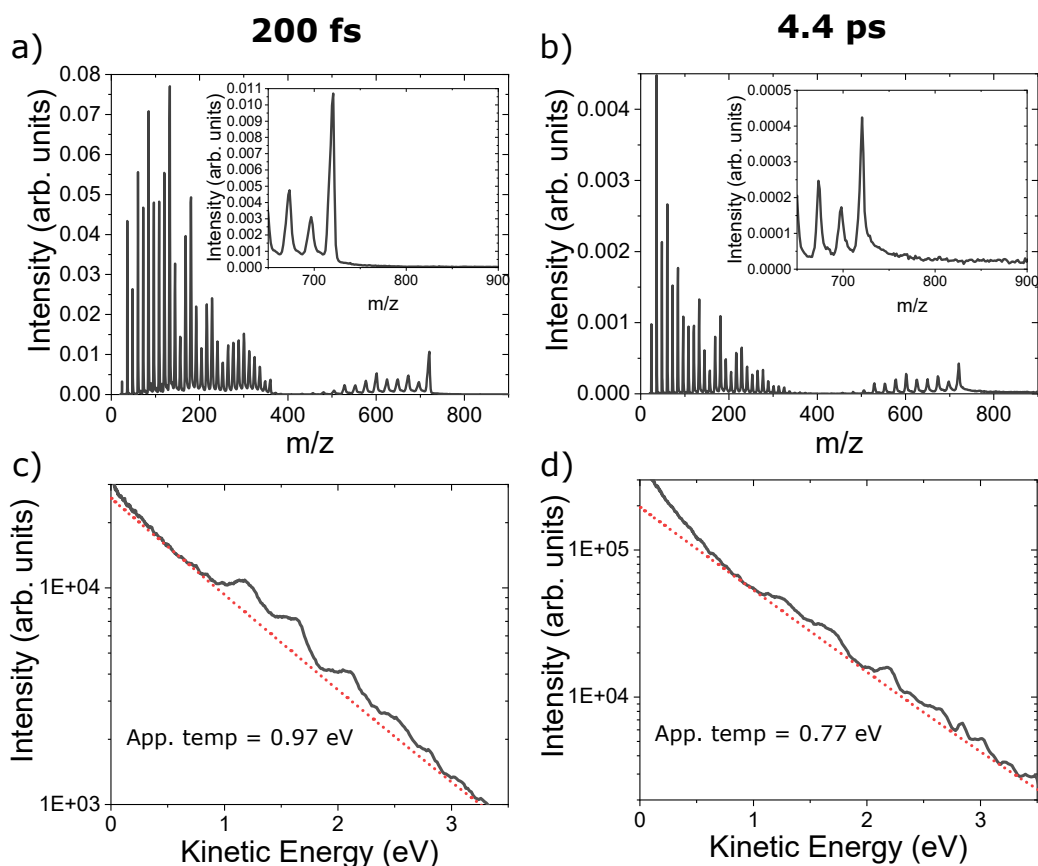 200 fs
4.4 ps
a)
b)
Intensity (arb. units)
0.08
0.07
0.06
0.05
0.04
0.03
0.02
0.01
0.00
0 200 400 600 800
m/z
Intensity (arb. units)
0.011
0.010
0.009
0.008
0.007
0.006
0.005
0.004
0.003
0.002
0.001
0.000
700 800 900
m/z
Intensity (arb. units)
0.004
0.003
0.002
0.001
0.000
0 200 400 600 800
m/z
Intensity (arb. units)
0.0005
0.0004
0.0003
0.0002
0.0001
0.0000
700 800 900
m/z
c)
d)
Intensity (arb. units)
1E+04
1E+03
App. temp = 0.97 eV
0 1 2 3
Kinetic Energy (eV)
Intensity (arb. units)
1E+05
1E+04
App. temp = 0.77 eV
0 1 2 3
Kinetic Energy (eV)